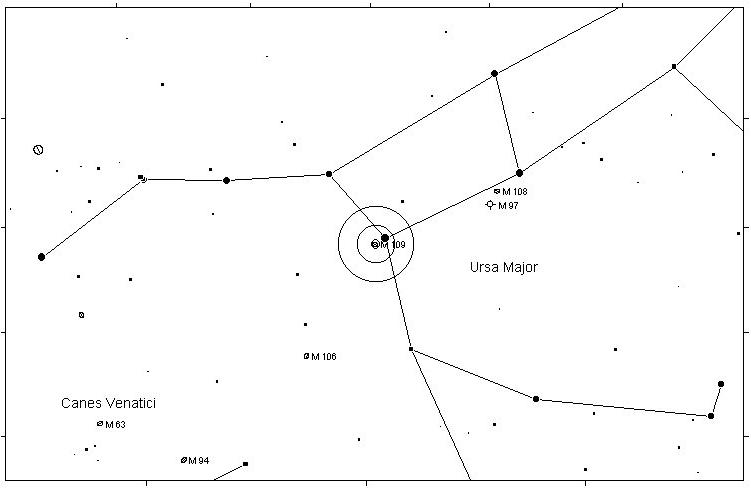 M 108
M 97
M 109
Ursa Major
M 106
Canes Venatici
M 63
M 94